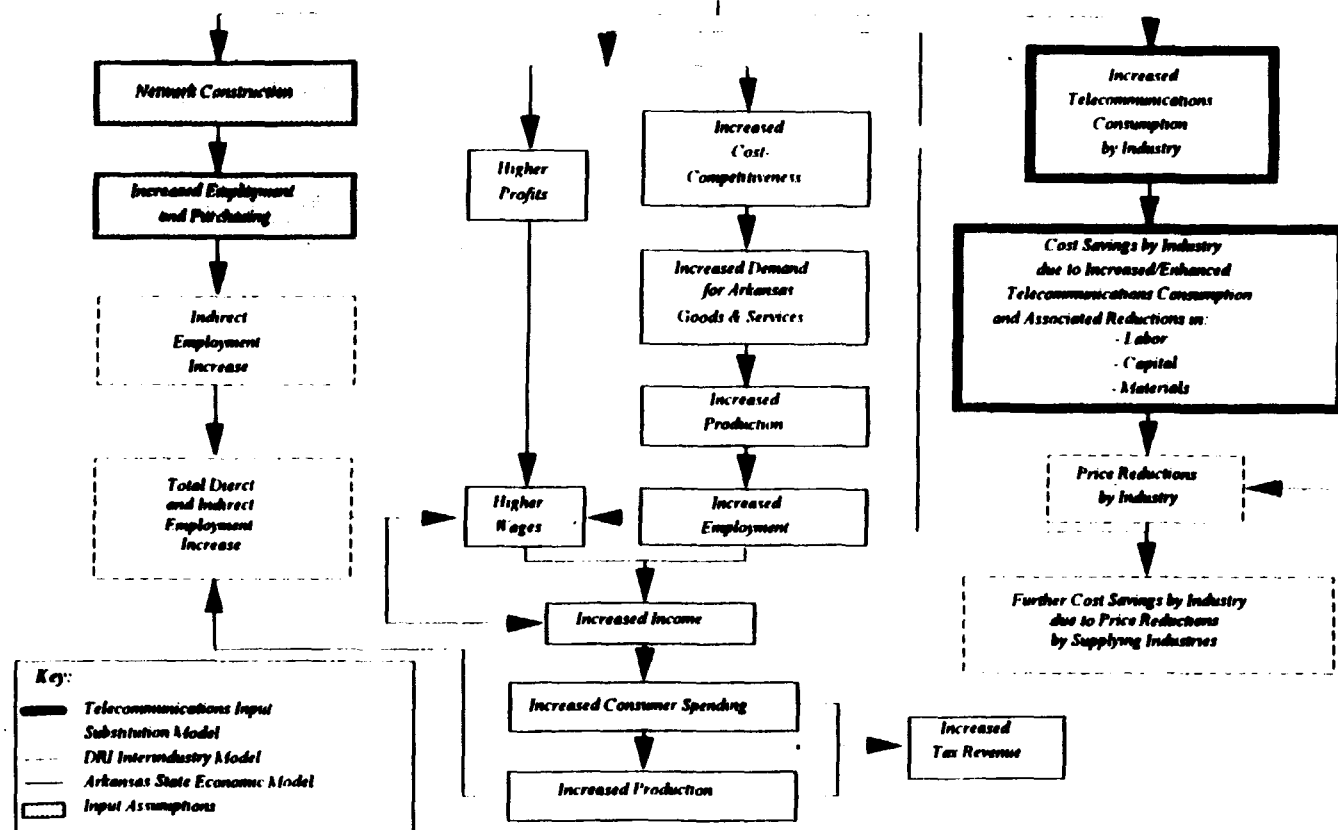 Network Construction
Increased Employment
and Purchasing
Indirect
Employment
Increase
Total Dierct
and Indirect
Employment
Increase
Higher
Profits
Higher
Wages
Increased
Cost-
Competitiveness
Increased Demand
for Arkansas
Goods & Services
Increased
Production
Increased
Employment
Increased Income
Increased Consumer Spending
Increased Production
Increased
Tax Revenue
Increased
Telecommunications
Consumption
by Industry
Cost Savings by Industry
due to Increased/Enhanced
Telecommunications Consumption
and Associated Reductions in:
- Labor
- Capital
- Materials
Price Reductions
by Industry
Further Cost Savings by Industry
due to Price Reductions
by Supplying Industries
Key:
Telecommunications Input
Substitution Model
DRI Interindustry Model
Arkansas State Economic Model
Input Assumptions